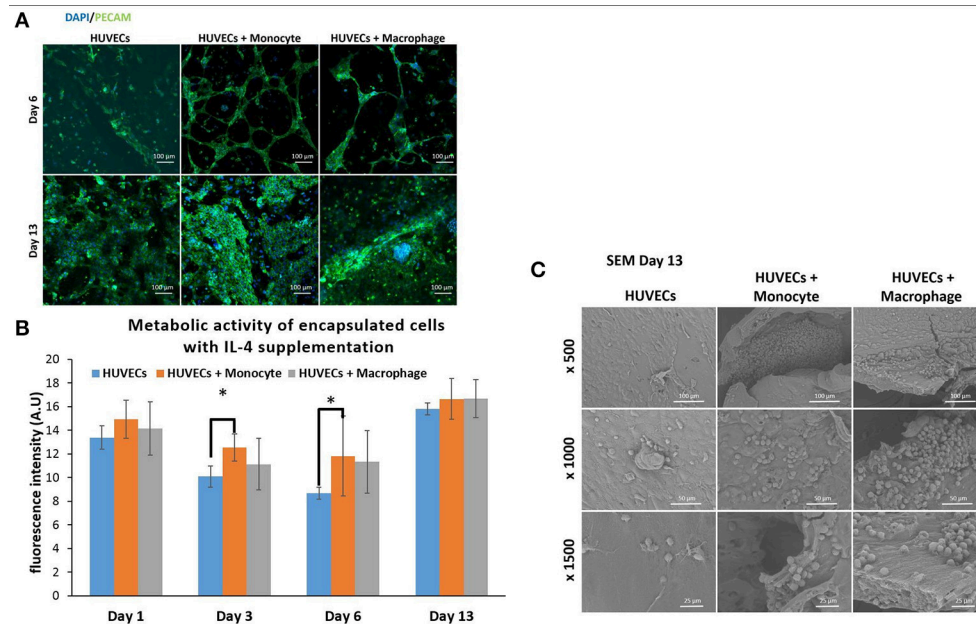 A
DAPI/PECAM
HUVECs
HUVECs + Monocyte
HUVECs + Macrophage
Day 6
100 µm
100 µm
100 µm
Day 13
100 µm
100 µm
100 µm
B
Metabolic activity of encapsulated cells
with IL-4 supplementation
HUVECs
HUVECs + Monocyte
HUVECs + Macrophage
fluorescence intensity (A.U)
20
18
16
14
12
10
8
6
4
2
0
*
*
Day 1
Day 3
Day 6
Day 13
C
SEM Day 13
HUVECs
HUVECs +
Monocyte
HUVECs +
Macrophage
x 500
100 µm
100 µm
100 µm
x 1000
50 µm
50 µm
50 µm
x 1500
25 µm
25 µm
25 µm